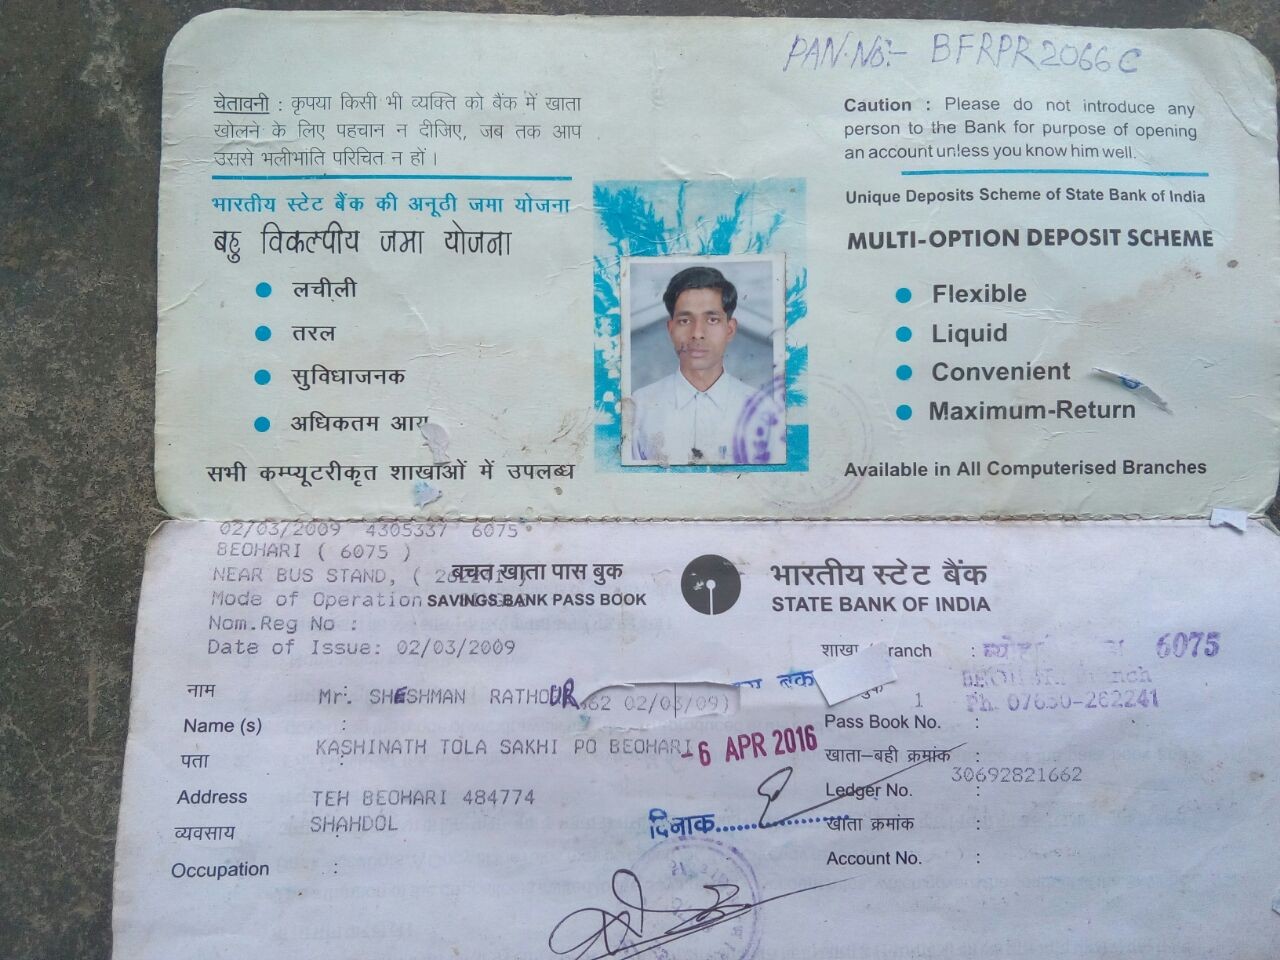 PAN.No:- BFRPR2066C
चेतावनी : कृपया किसी भी व्यक्ति को बैंक में खाता
खोलने के लिए पहचान न दीजिए, जब तक आप
उससे भलीभांति परिचित न हों ।
भारतीय स्टेट बैंक की अनूठी जमा योजना
बहु विकल्पीय जमा योजना
लचीली
तरल
सुविधाजनक
अधिकतम आय
सभी कम्प्यूटरीकृत शाखाओं में उपलब्ध
Caution : Please do not introduce any
person to the Bank for purpose of opening
an account unless you know him well.
Unique Deposits Scheme of State Bank of India
MULTI-OPTION DEPOSIT SCHEME
Flexible
Liquid
Convenient
Maximum-Return
Available in All Computerised Branches
02/03/2009 4305337 6075
BEOHARI ( 6075 )
NEAR BUS STAND, (
Mode of Operation
Nom.Reg No :
Date of Issue: 02/03/2009
बचत खाता पास बुक
SAVINGS BANK PASS BOOK
भारतीय स्टेट बैंक
STATE BANK OF INDIA
शाखा : 6075
Branch
Ph. 07650-262241
नाम
Mr. SHESHMAN RATHOUR 02/03/09)
Name (s) :
1
Pass Book No. :
पता
KASHINATH TOLA SAKHI PO BEOHARI
-6 APR 2016
खाता-बही क्रमांक
30692821662
Address
TEH BEOHARI 484774
Ledger No. :
व्यवसाय
SHAHDOL
दिनांक
खाता क्रमांक :
Occupation :
Account No. :